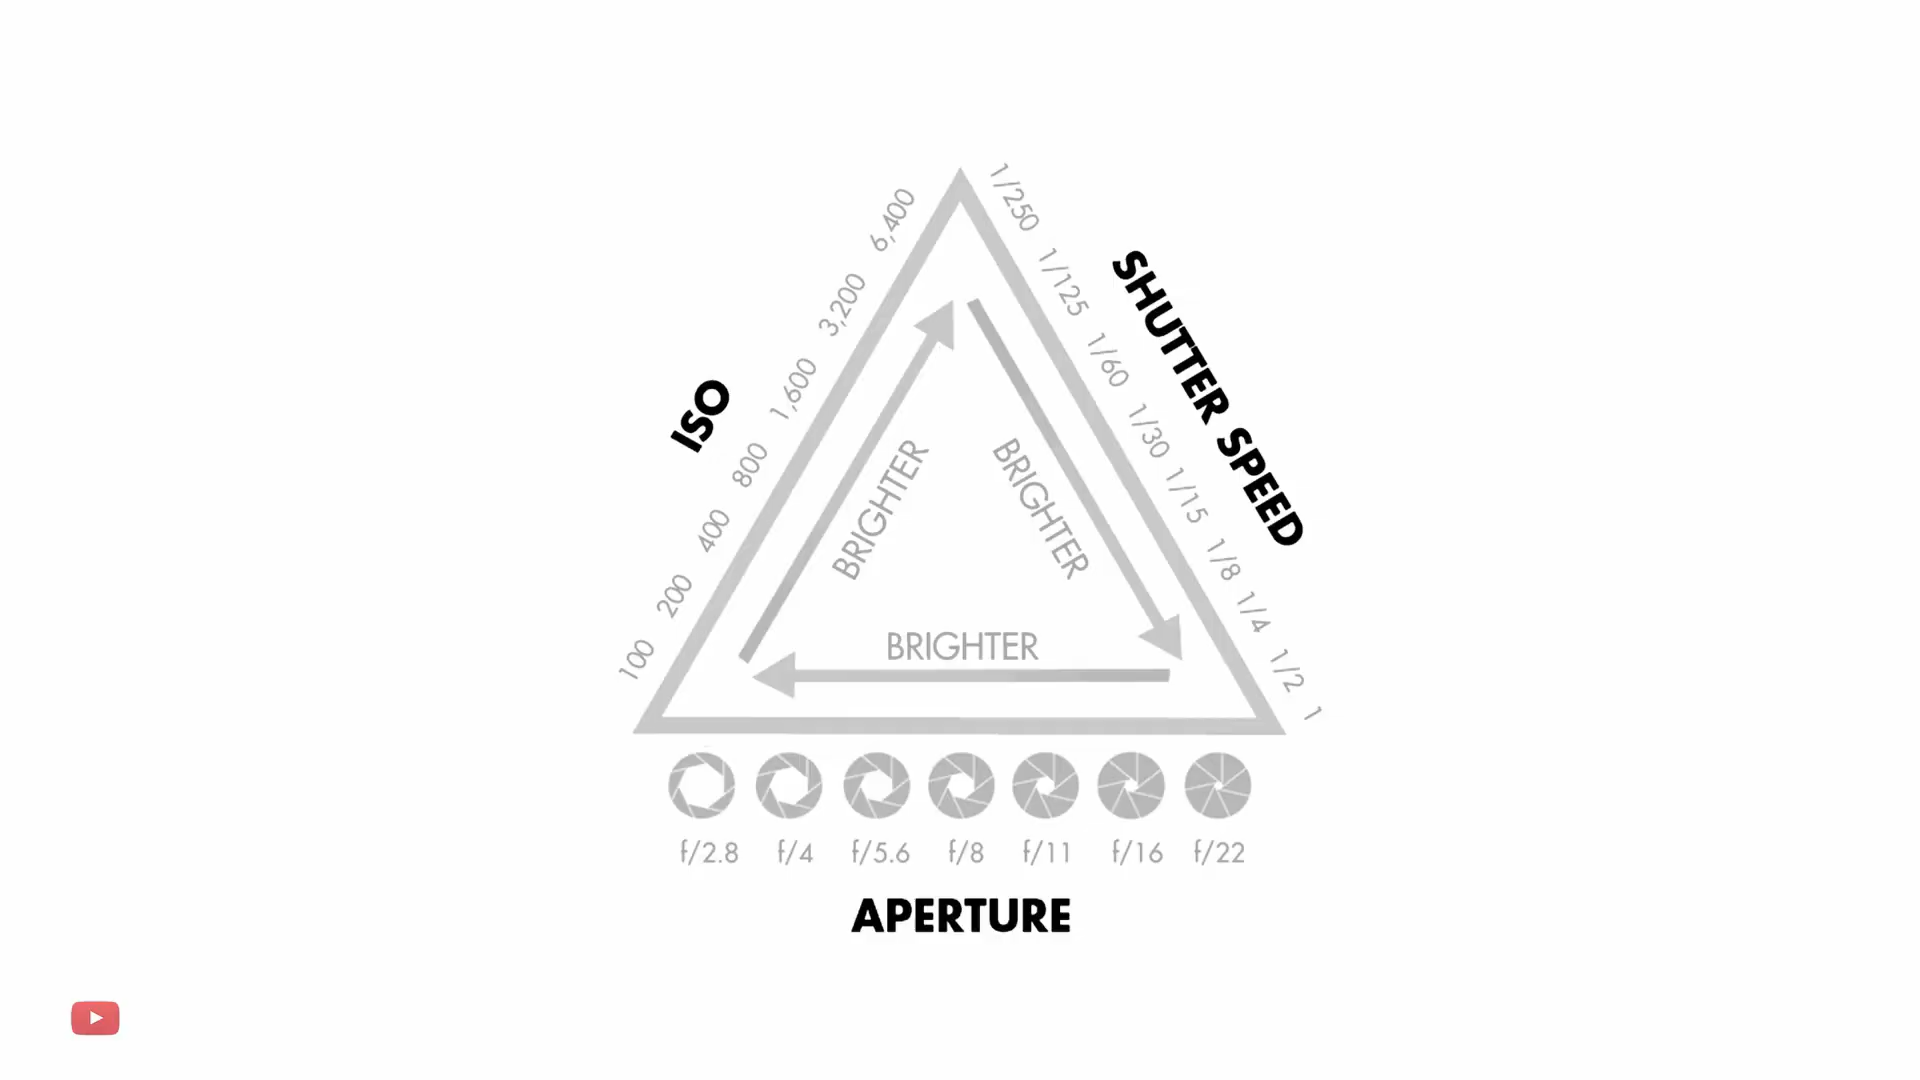 ISO
100
200
400
800
1,600
3,200
6,400
SHUTTER SPEED
1/250
1/125
1/60
1/30
1/15
1/8
1/4
1/2
1
BRIGHTER
BRIGHTER
BRIGHTER
f/2.8 f/4 f/5.6 f/8 f/11 f/16 f/22
APERTURE